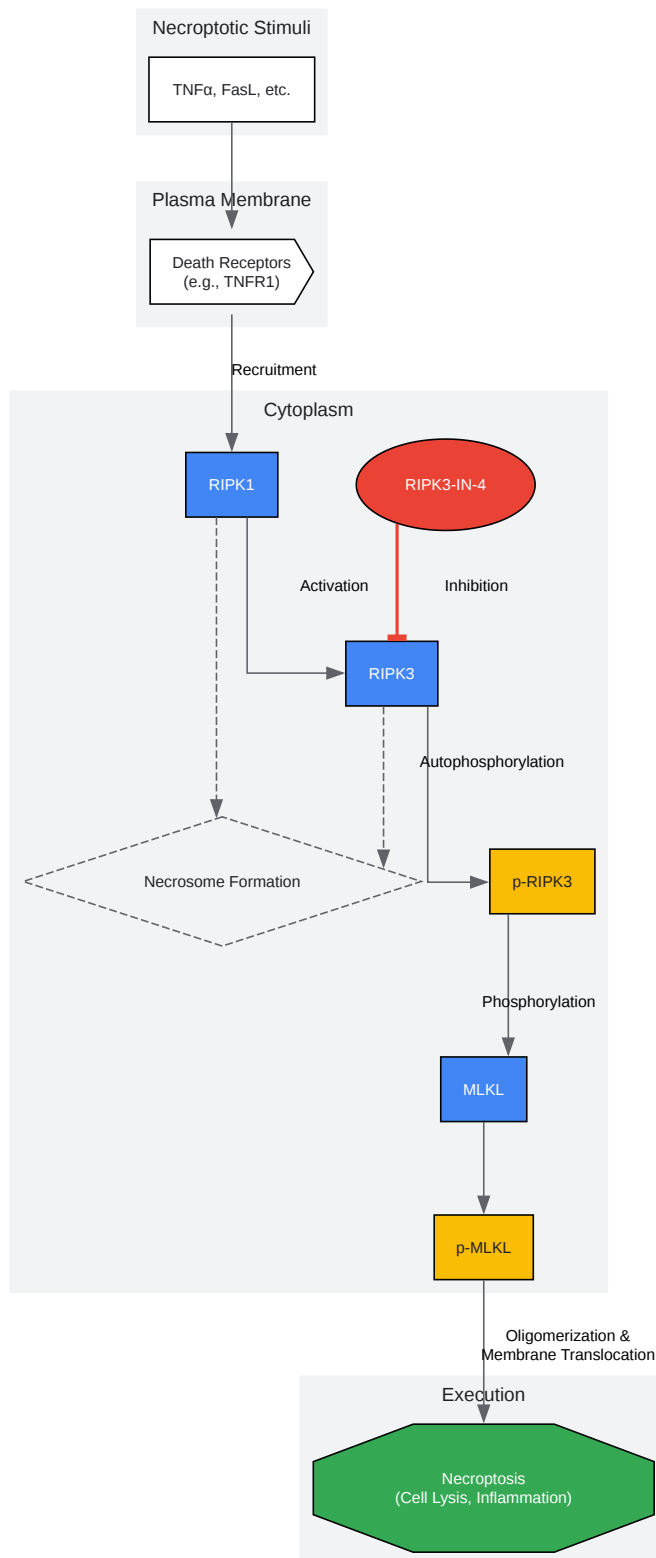 Necroptotic Stimuli
TNFα, FasL, etc.
Plasma Membrane
Death Receptors
(e.g., TNFR1)
Recruitment
Cytoplasm
RIPK1
RIPK3-IN-4
Activation
Inhibition
RIPK3
Autophosphorylation
Necrosome Formation
p-RIPK3
Phosphorylation
MLKL
p-MLKL
Oligomerization &
Membrane Translocation
Execution
Necroptosis
(Cell Lysis, Inflammation)